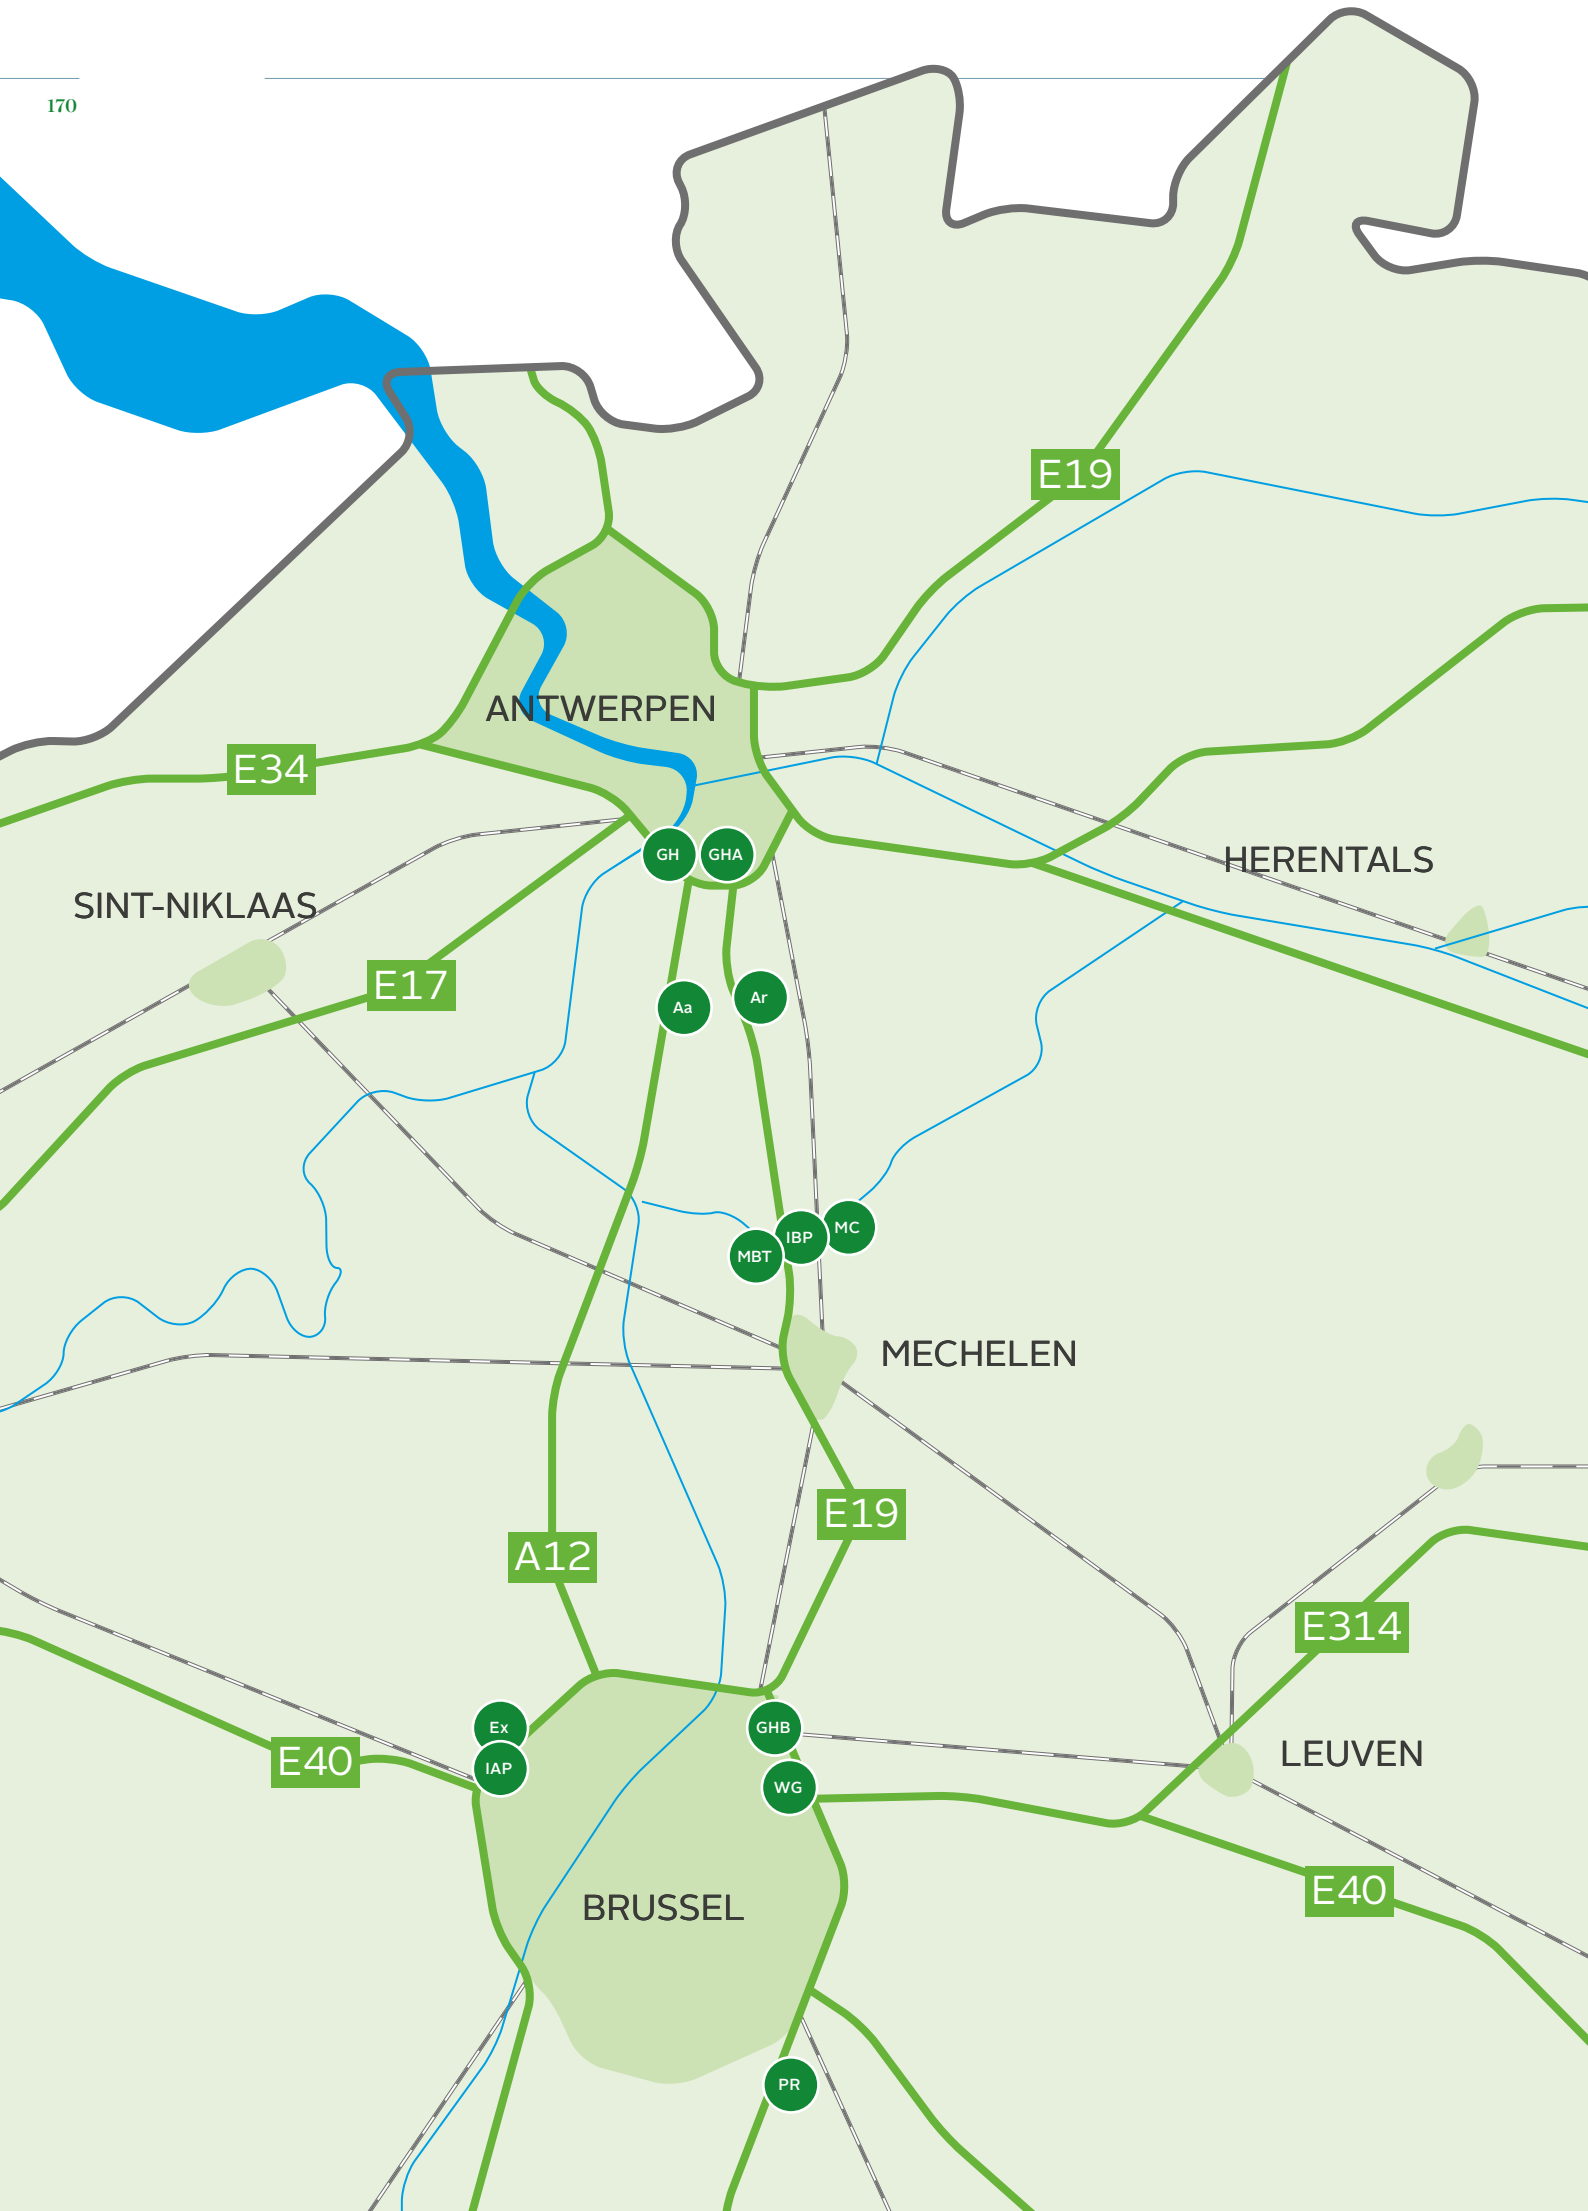 170
E19
ANTWERPEN
E34
GH
GHA
HERENTALS
SINT-NIKLAAS
E17
Aa
Ar
MC
IBP
MBT
MECHELEN
E19
A12
E314
Ex
GHB
LEUVEN
E40
IAP
WG
E40
BRUSSEL
PR